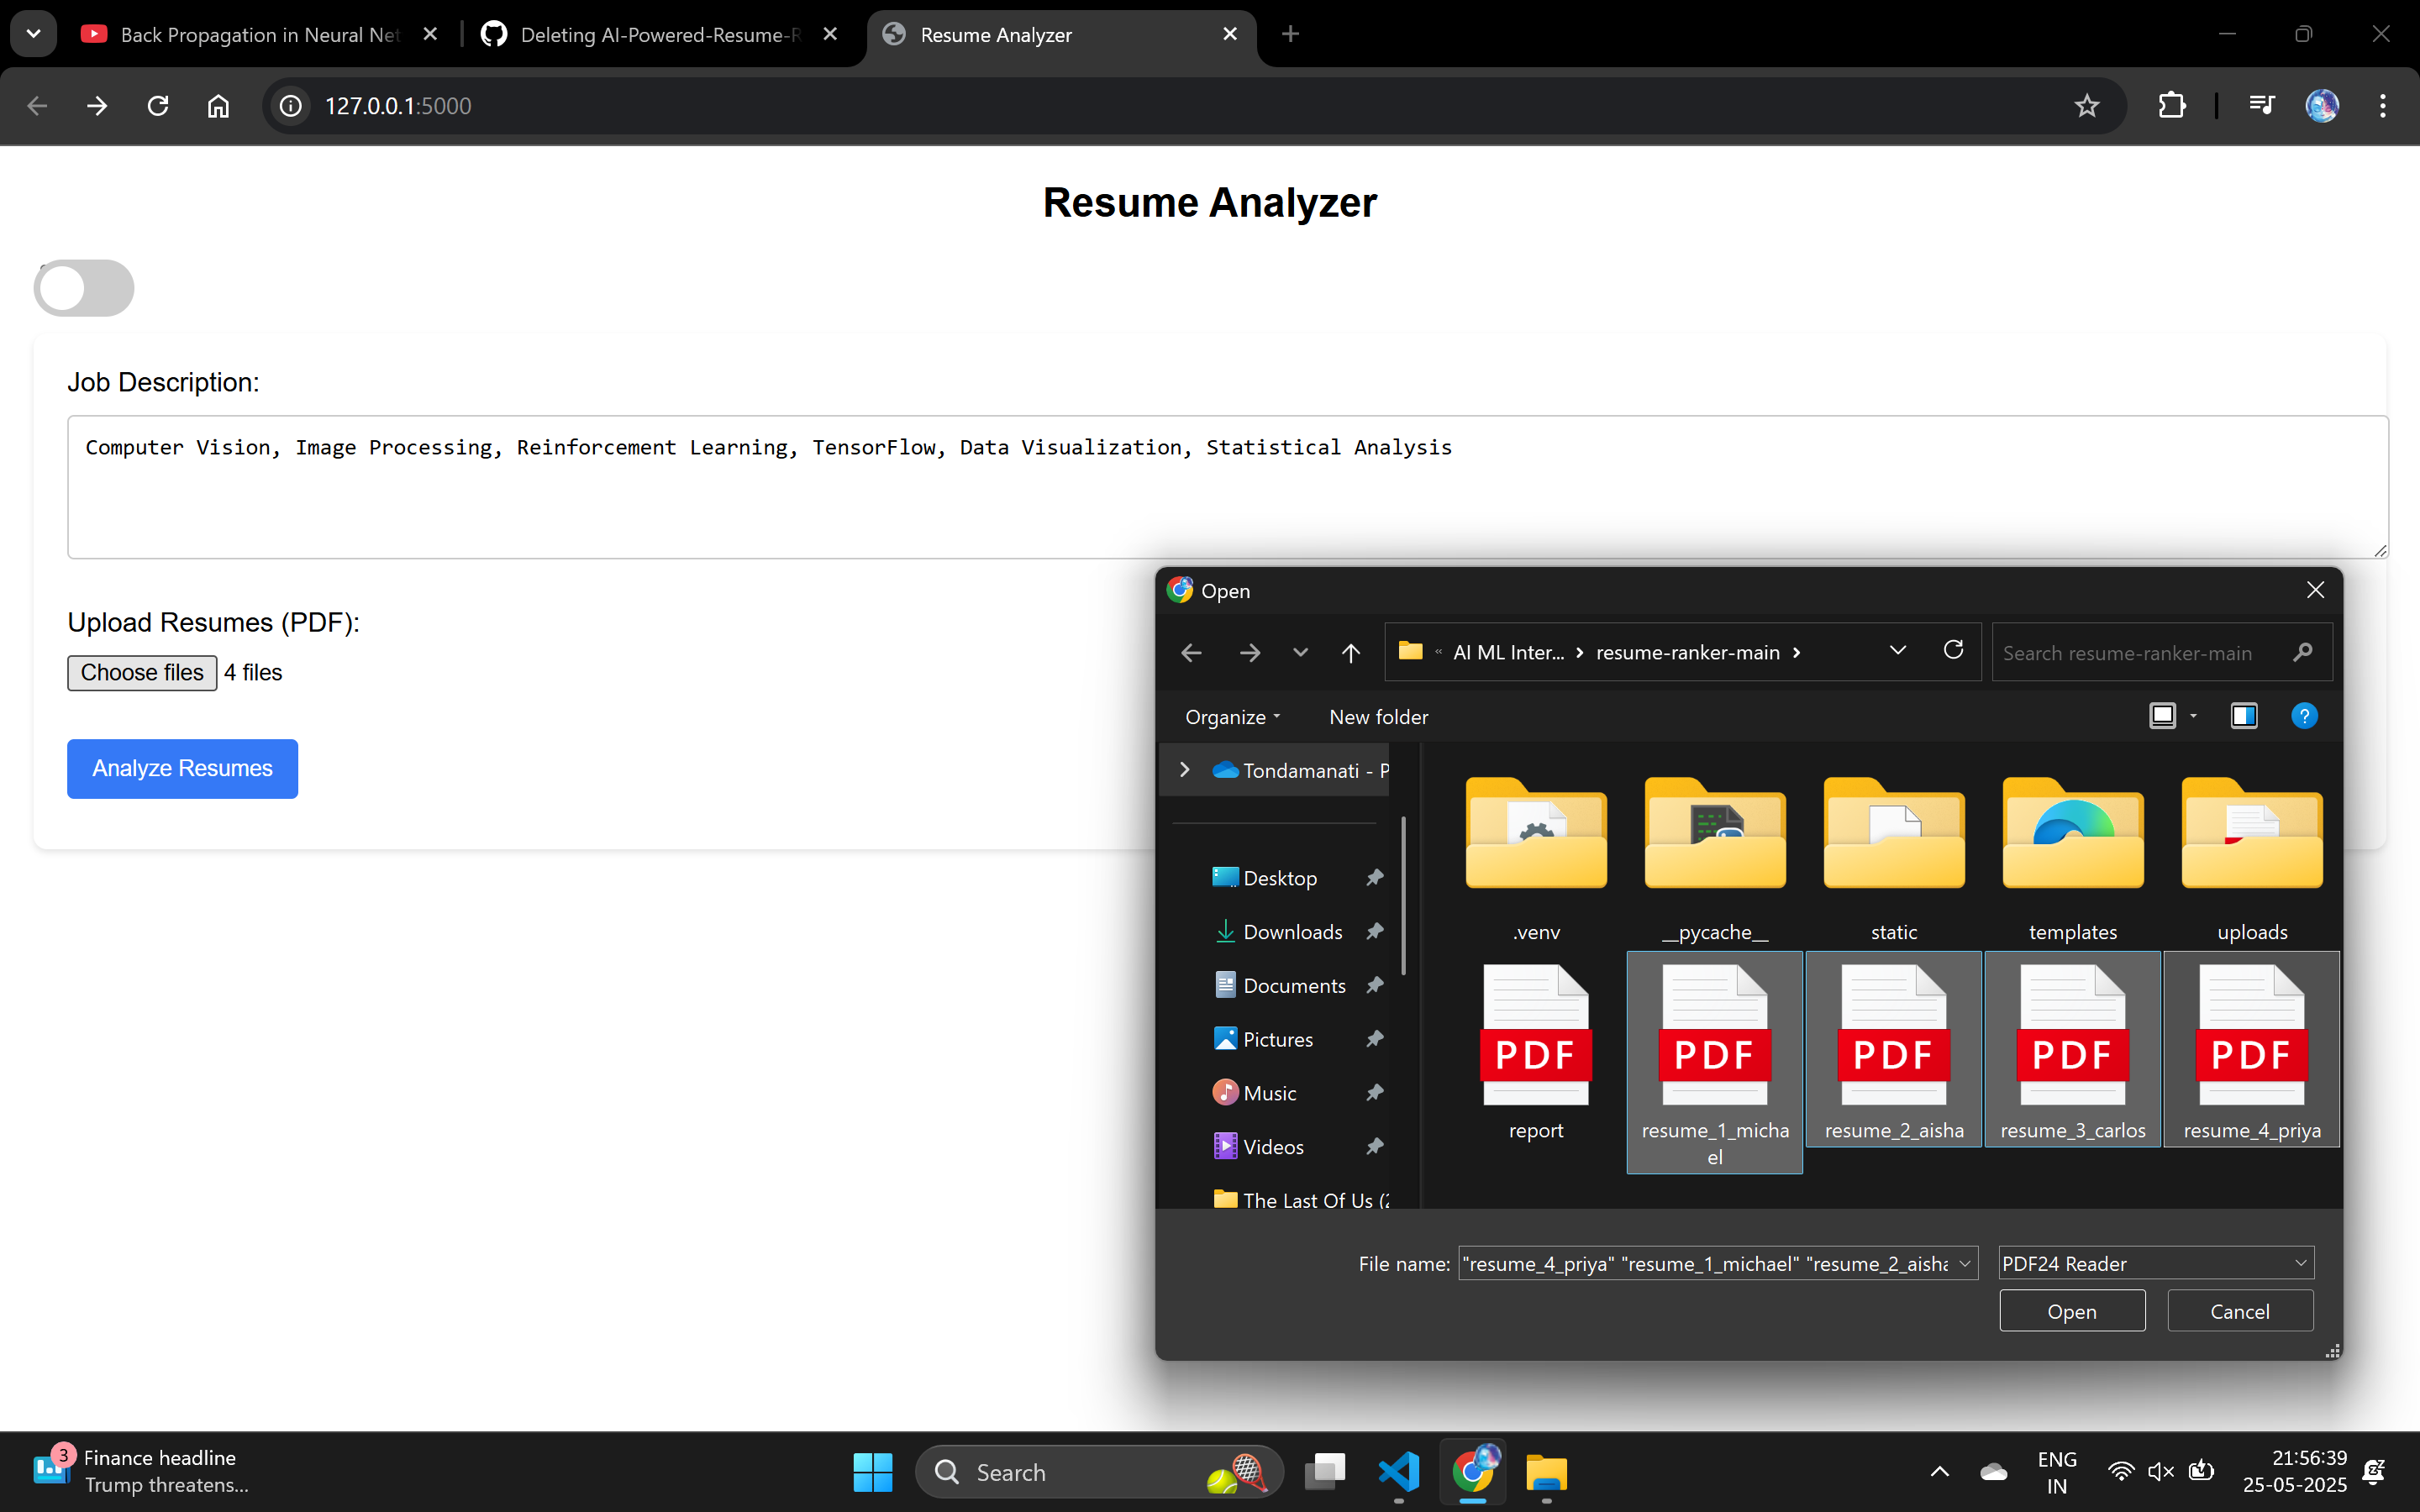 Back Propagation in Neural Net
Deleting AI-Powered-Resume-R
Resume Analyzer
127.0.0.1:5000
Resume Analyzer
Job Description:
Computer Vision, Image Processing, Reinforcement Learning, TensorFlow, Data Visualization, Statistical Analysis
Upload Resumes (PDF):
Choose files 4 files
Analyze Resumes
Open
« AI ML Inter... › resume-ranker-main ›
Search resume-ranker-main
Organize
New folder
Tondamanati - P
Desktop
Downloads
Documents
Pictures
Music
Videos
The Last Of Us (2
.venv
__pycache__
static
templates
uploads
PDF
PDF
PDF
PDF
PDF
report
resume_1_micha
el
resume_2_aisha
resume_3_carlos
resume_4_priya
File name: "resume_4_priya" "resume_1_michael" "resume_2_aisha
PDF24 Reader
Open
Cancel
3
Finance headline
Trump threatens...
Search
ENG
IN
21:56:39
25-05-2025